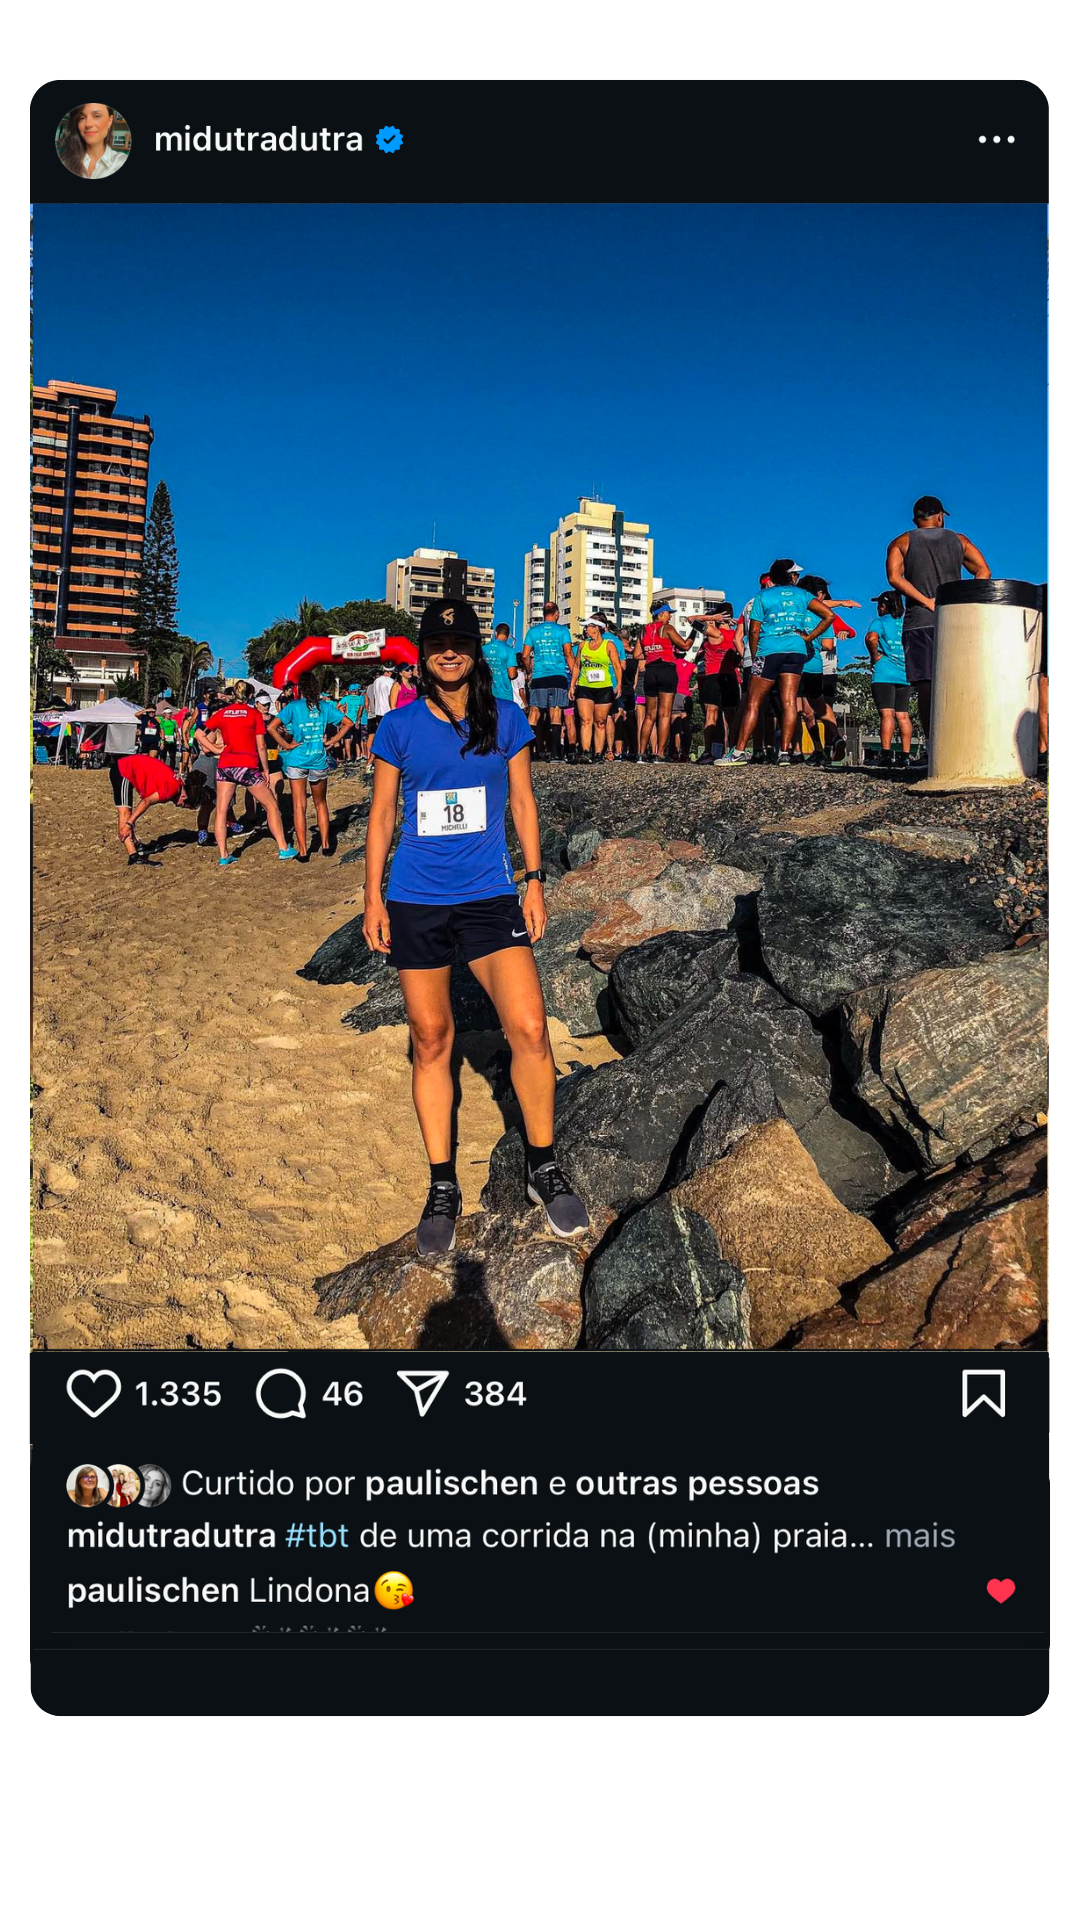 midutradutra
18
MICHELLI
1.335 46 384
Curtido por paulischen e outras pessoas
midutradutra #tbt de uma corrida na (minha) praia... mais
paulischen Lindona😘